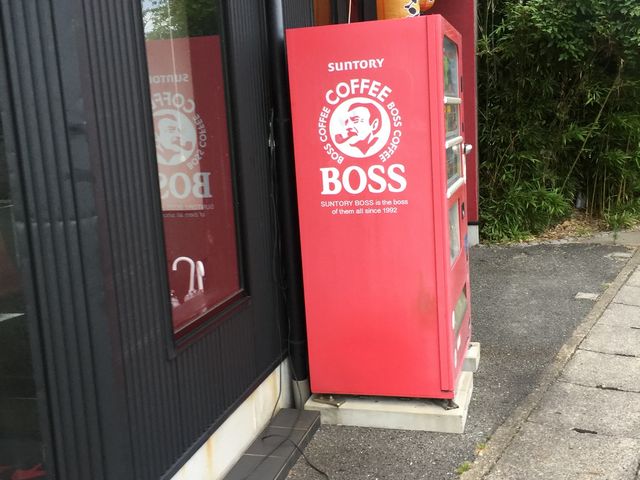 SUNTORY
COFFEE
BOSS COFFEE
BOSS COFFEE
BOSS
SUNTORY BOSS is the boss
of them all since 1992